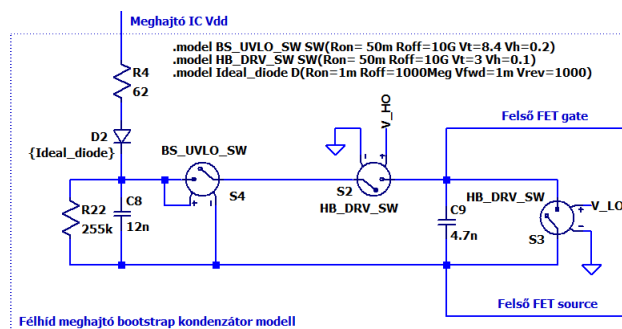 Meghajtó IC Vdd
.model BS_UVLO_SW SW(Ron= 50m Roff=10G Vt=8.4 Vh=0.2)
.model HB_DRV_SW SW(Ron= 50m Roff=10G Vt=3 Vh=0.1)
.model Ideal_diode D(Ron=1m Roff=1000Meg Vfwd=1m Vrev=1000)
R4
62
V_HO
Felső FET gate
D2
{Ideal_diode}
BS_UVLO_SW
S4
S2
HB_DRV_SW
HB_DRV_SW
R22
255k
C8
12n
C9
4.7n
V_LO
S3
Félhíd meghajtó bootstrap kondenzátor modell
Felső FET source